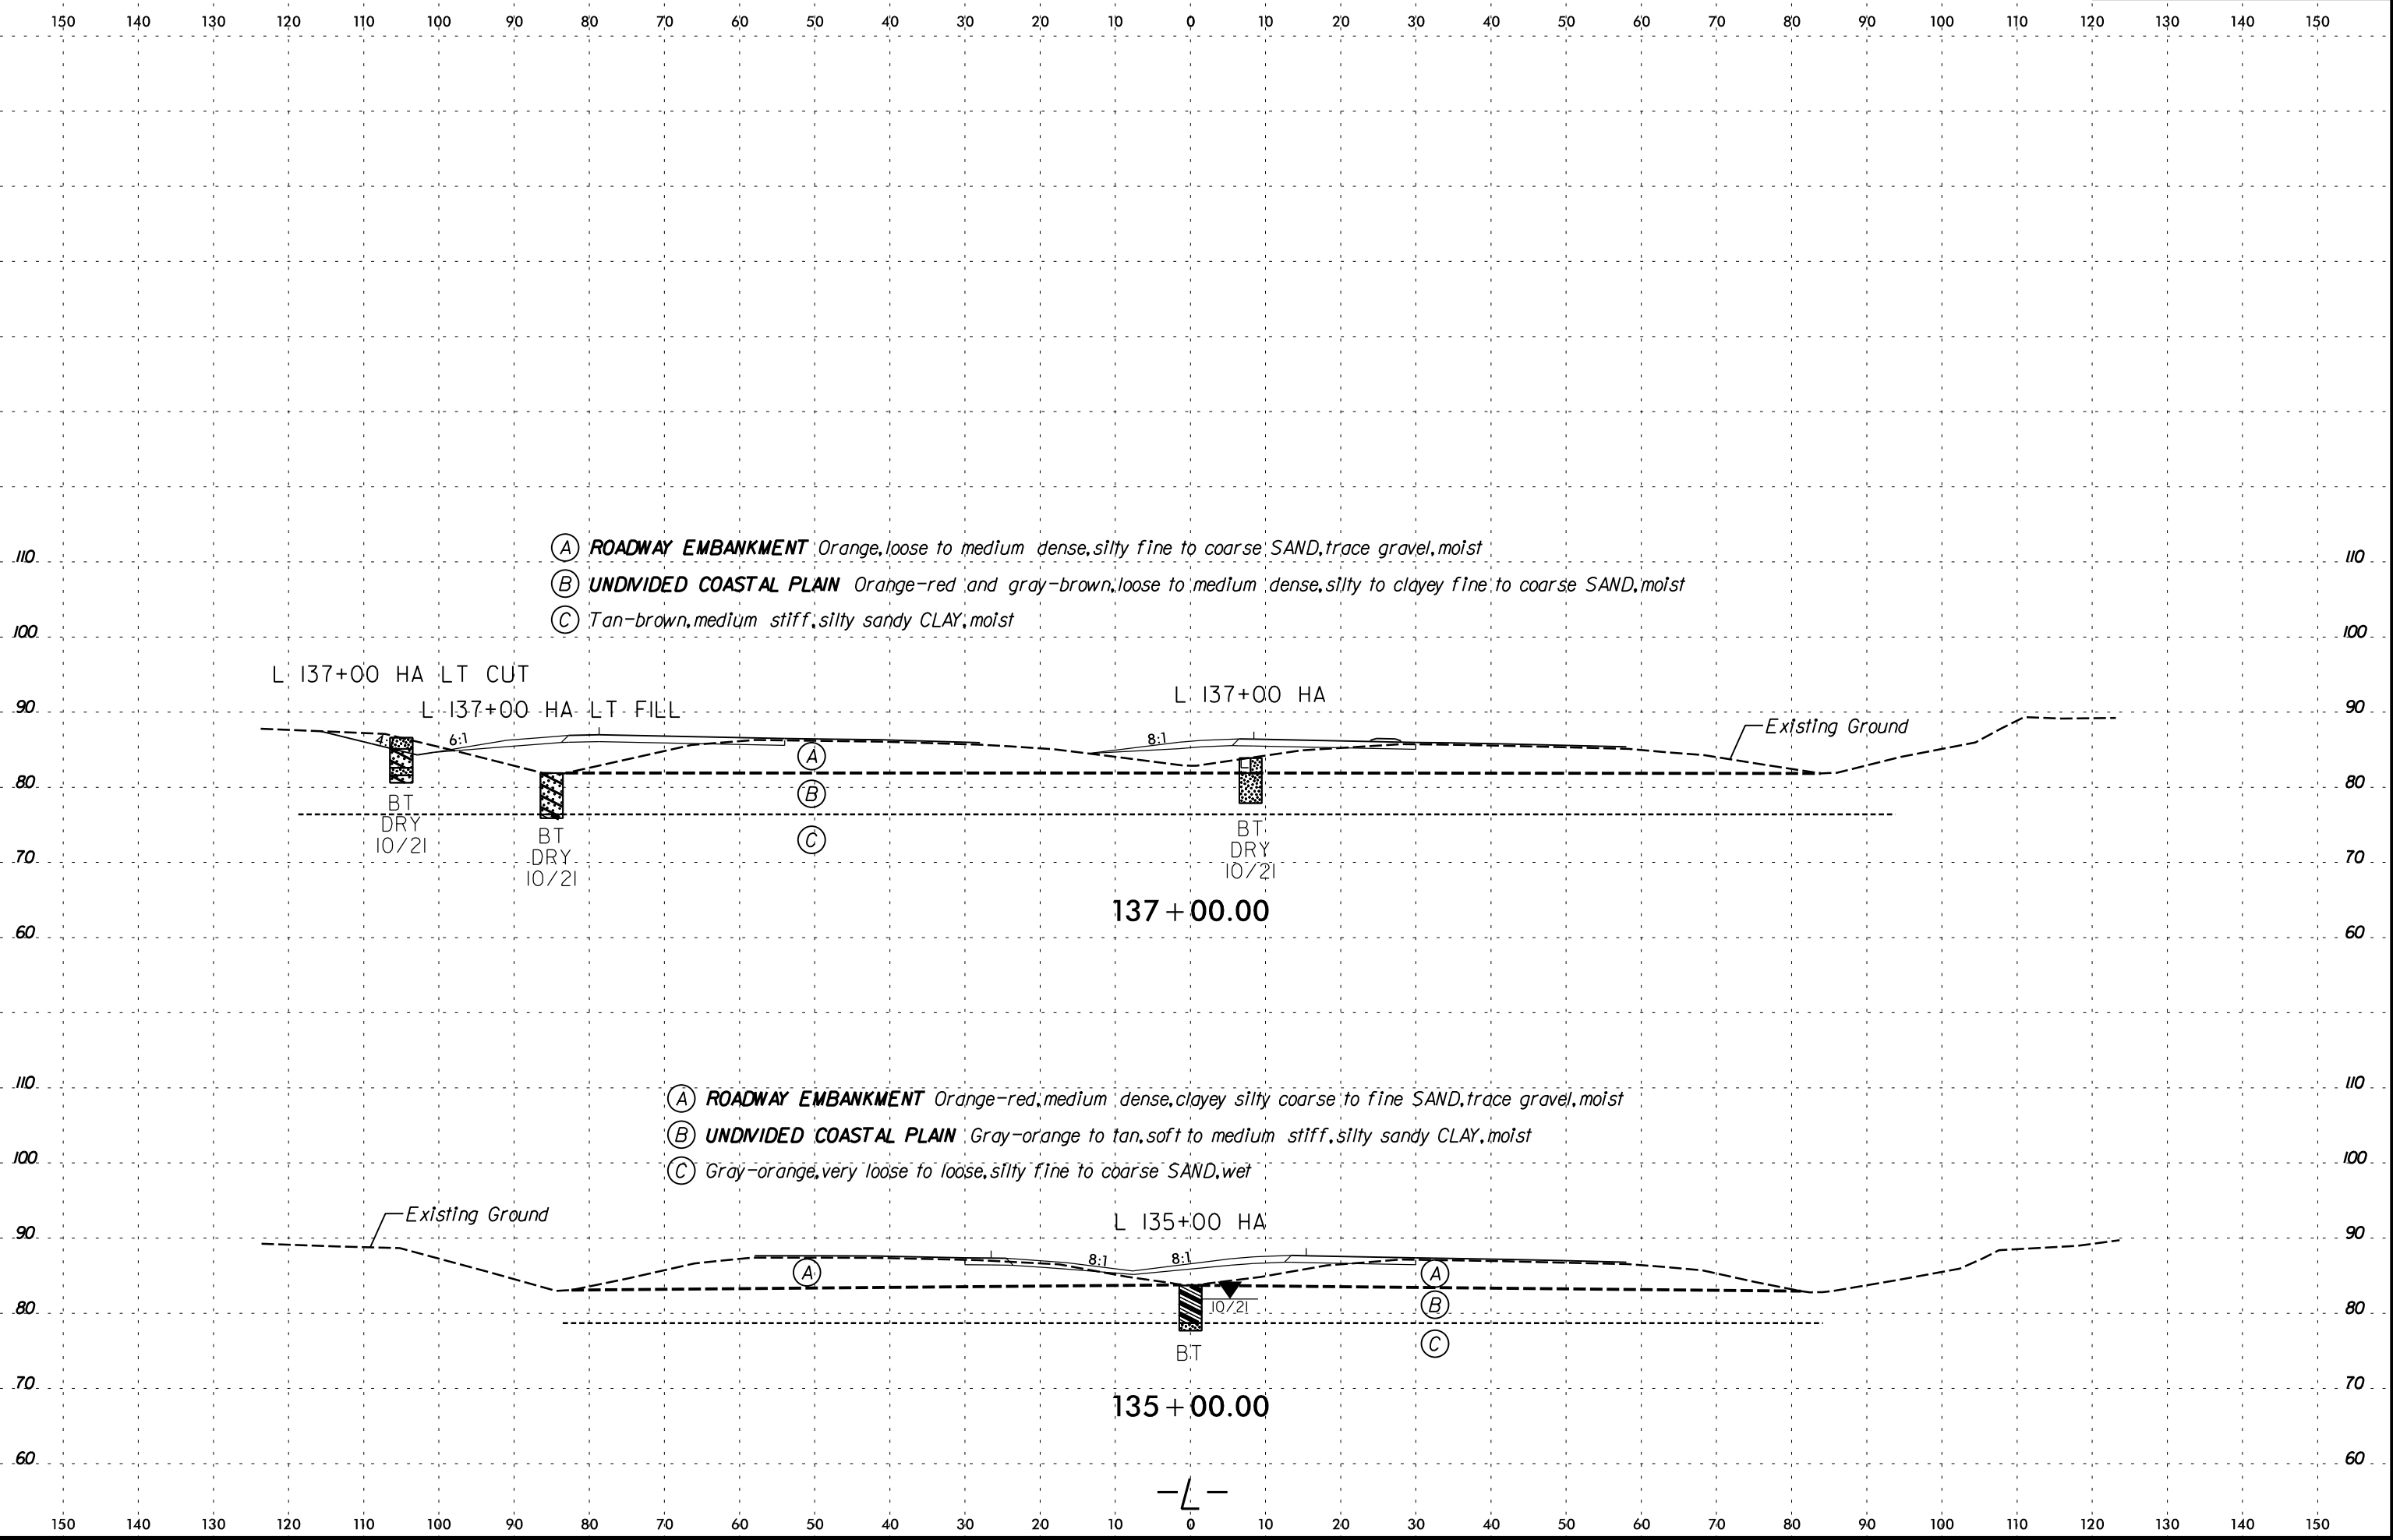 150 140 130 120 110 100 90 80 70 60 50 40 30 20 10 0 10 20 30 40 50 60 70 80 90 100 110 120 130 140 150
A ROADWAY EMBANKMENT Orange, loose to medium dense, silty fine to coarse SAND, trace gravel, moist
110 110
B UNDIVIDED COASTAL PLAIN Orange-red and gray-brown, loose to medium dense, silty to clayey fine to coarse SAND, moist
C Tan-brown, medium stiff, silty sandy CLAY, moist
100 100
L 137+00 HA LT CUT
L 137+00 HA
90 L 137+00 HA LT FILL 90
Existing Ground
4: 6:1 8:1
A
L
80 80
B
BT
DRY
10/21
BT
DRY
10/21
BT
DRY
10/21
C
70 70
137+00.00
60 60
110 110
A ROADWAY EMBANKMENT Orange-red, medium dense, clayey silty coarse to fine SAND, trace gravel, moist
B UNDIVIDED COASTAL PLAIN Gray-orange to tan, soft to medium stiff, silty sandy CLAY, moist
100 100
C Gray-orange, very loose to loose, silty fine to coarse SAND, wet
Existing Ground
L 135+00 HA
90 90
8:1 8:1
A A
B
80 10/21 80
C
BT
70 70
135+00.00
60 60
-L-
150 140 130 120 110 100 90 80 70 60 50 40 30 20 10 0 10 20 30 40 50 60 70 80 90 100 110 120 130 140 150